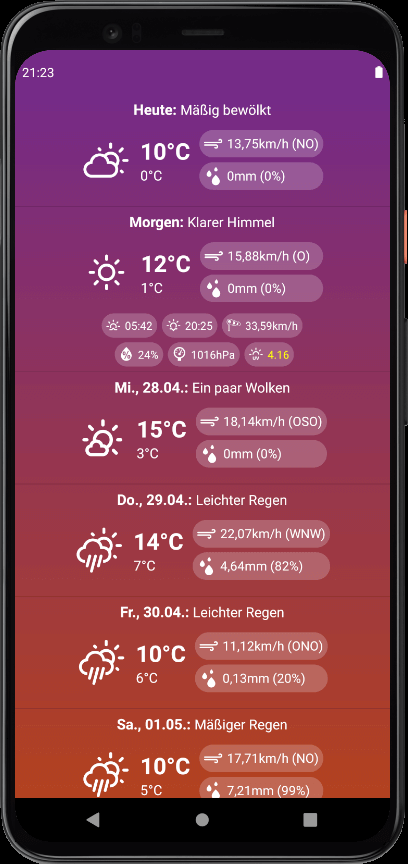 21:23
Heute: Mäßig bewölkt
10°C
13,75km/h (NO)
0°C
0mm (0%)
Morgen: Klarer Himmel
12°C
15,88km/h (O)
1°C
0mm (0%)
05:42 20:25 33,59km/h
24% 1016hPa UV 4.16
Mi., 28.04.: Ein paar Wolken
15°C
18,14km/h (OSO)
3°C
0mm (0%)
Do., 29.04.: Leichter Regen
14°C
22,07km/h (WNW)
7°C
4,64mm (82%)
Fr., 30.04.: Leichter Regen
10°C
11,12km/h (ONO)
6°C
0,13mm (20%)
Sa., 01.05.: Mäßiger Regen
10°C
17,71km/h (NO)
5°C
7,21mm (99%)